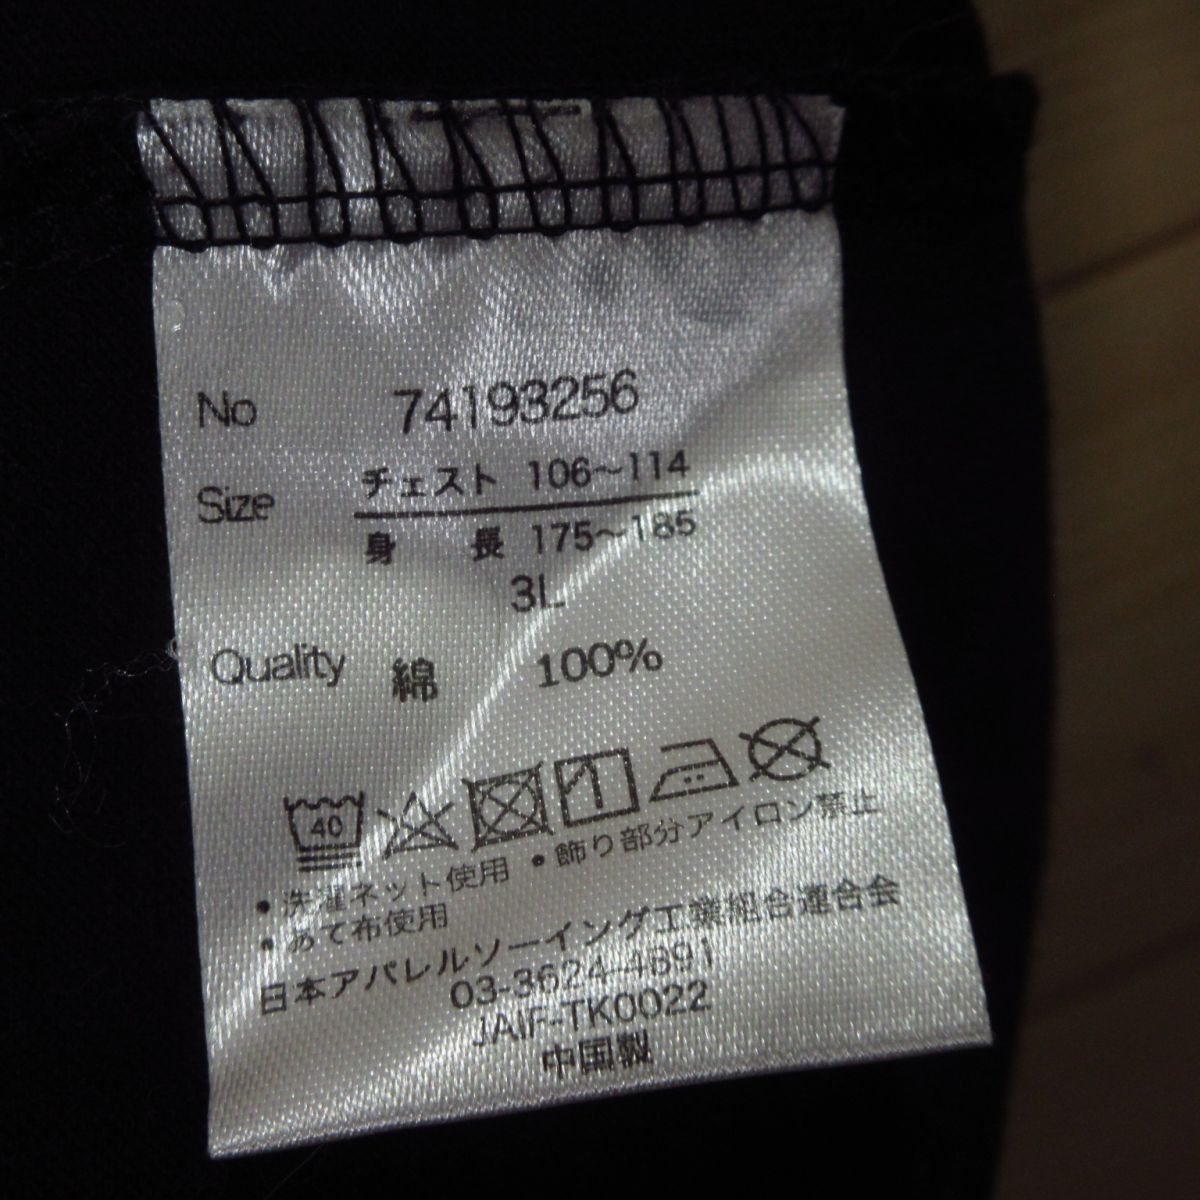 No 74193256
Size チェスト 106～114
身 長 175～185
3L
Quality 綿 100%
40
・洗濯ネット使用 ・飾り部分アイロン禁止
・あて布使用
日本アパレルソーイング工業組合連合会
03-3624-4891
JAIF-TK0022
中国製